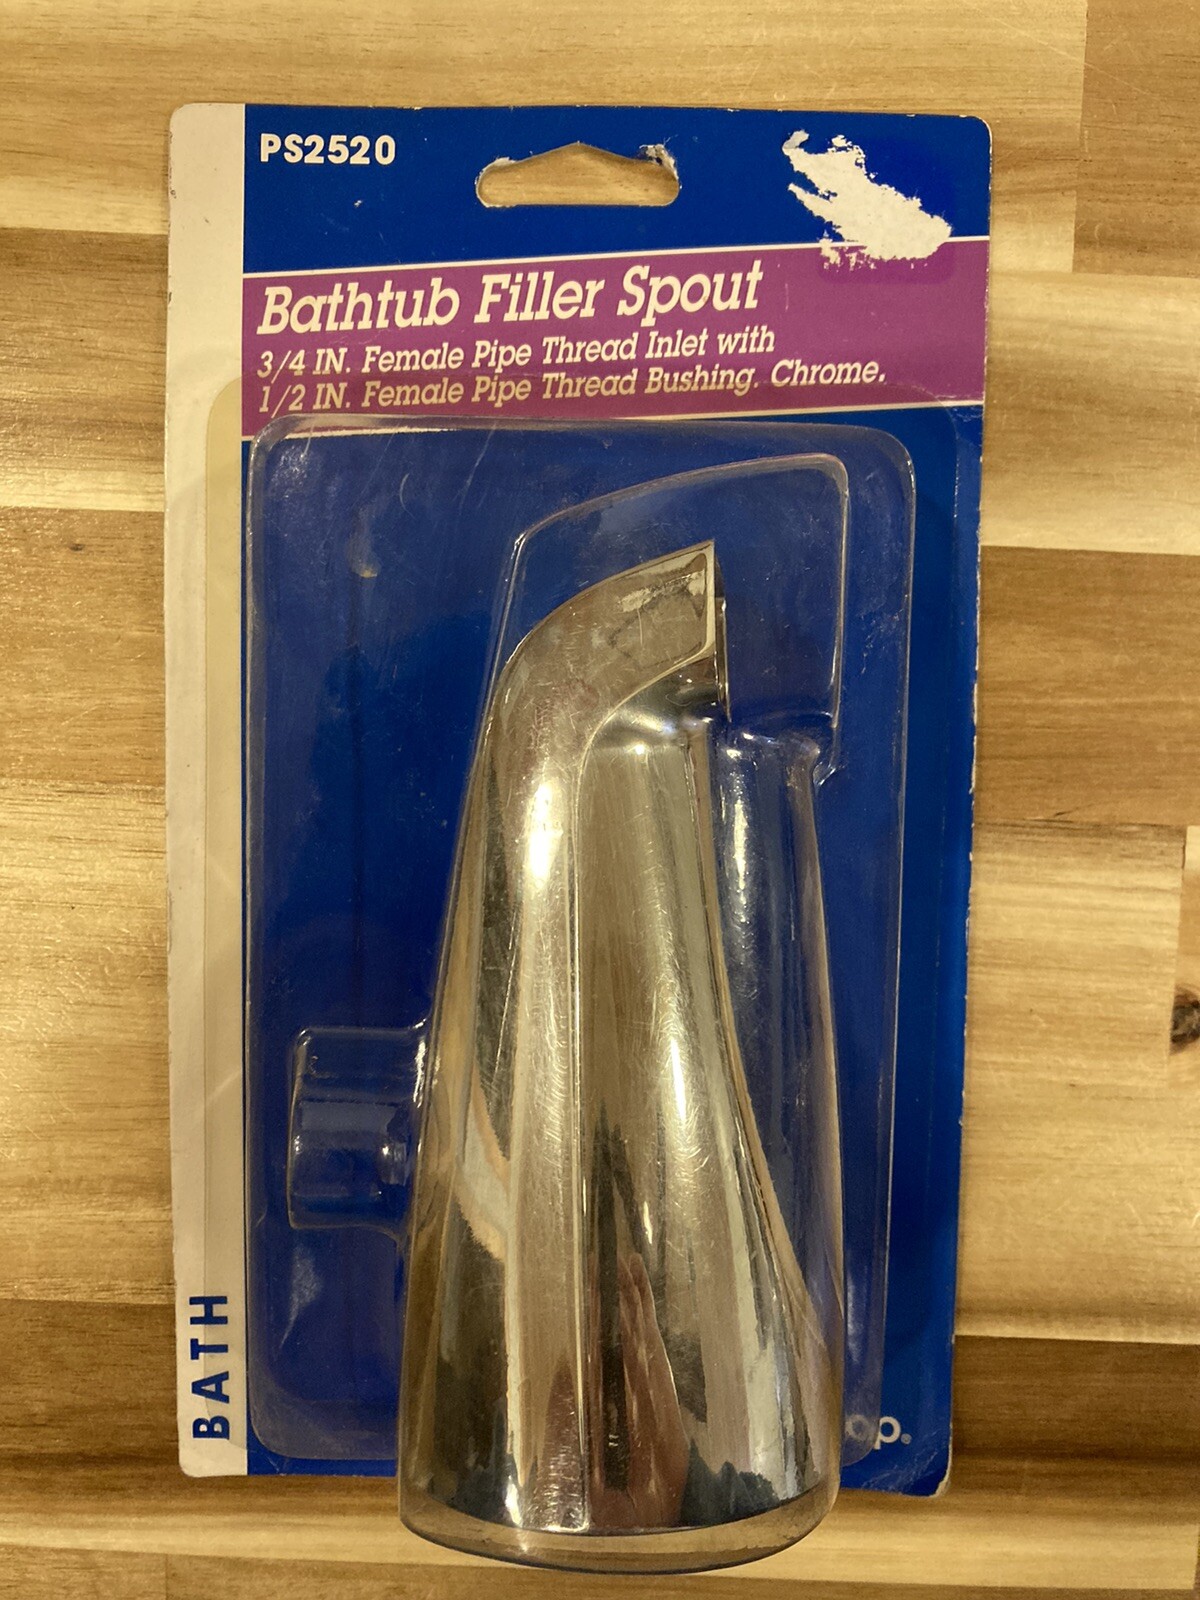 PS2520
Bathtub Filler Spout
3/4 IN. Female Pipe Thread Inlet with
1/2 IN. Female Pipe Thread Bushing. Chrome.
BATH